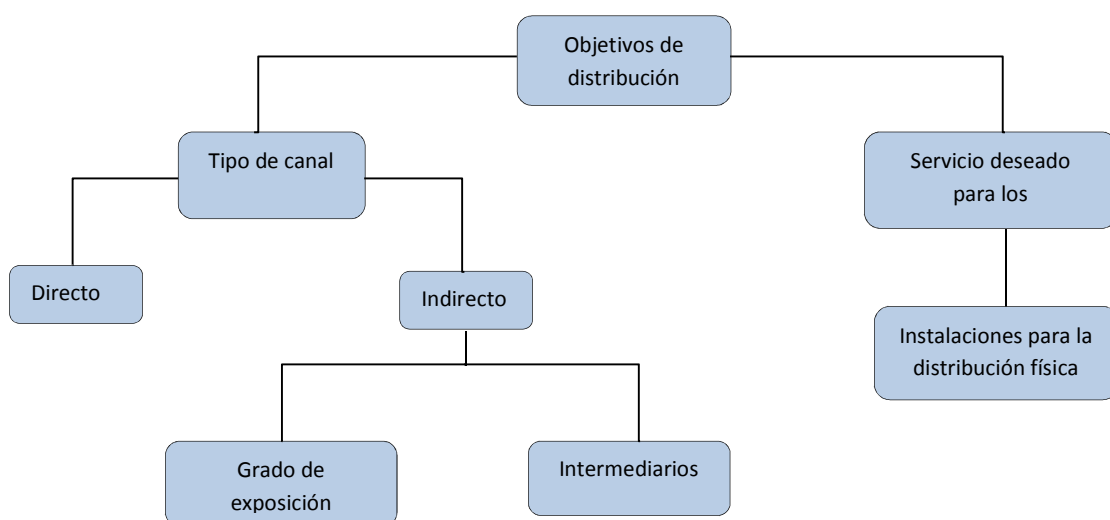 Objetivos de
distribución
Tipo de canal
Servicio deseado
para los
Directo
Indirecto
Instalaciones para la
distribución física
Grado de
exposición
Intermediarios